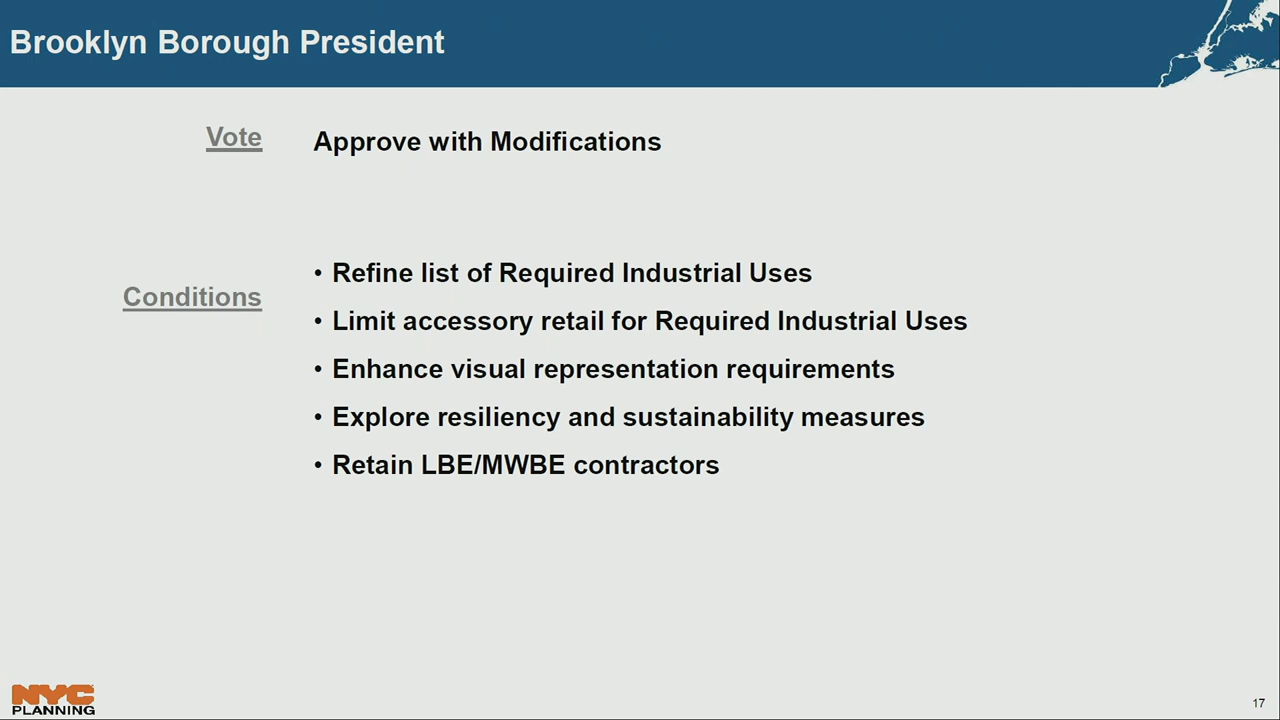 Brooklyn Borough President
Vote
Approve with Modifications
Conditions
• Refine list of Required Industrial Uses
• Limit accessory retail for Required Industrial Uses
• Enhance visual representation requirements
• Explore resiliency and sustainability measures
• Retain LBE/MWBE contractors
NYC
PLANNING
17